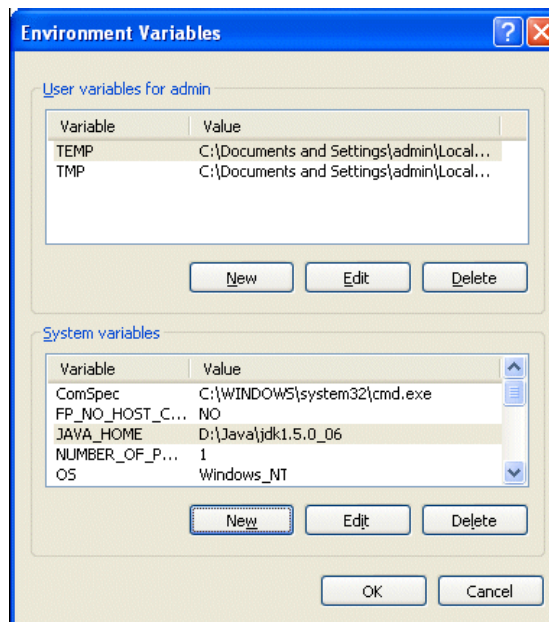 Environment Variables
User variables for admin
Variable Value
TEMP C:\Documents and Settings\admin\Local...
TMP C:\Documents and Settings\admin\Local...
New Edit Delete
System variables
Variable Value
ComSpec C:\WINDOWS\system32\cmd.exe
FP_NO_HOST_C... NO
JAVA_HOME D:\Java\jdk1.5.0_06
NUMBER_OF_P... 1
OS Windows_NT
New Edit Delete
OK Cancel